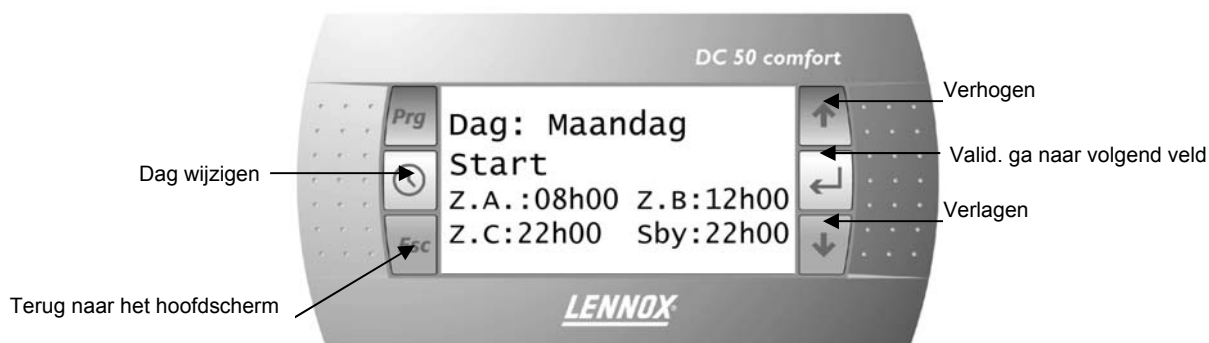 DC 50 comfort
Verhogen
Prg
Dag: Maandag
Start
Valid. ga naar volgend veld
Dag wijzigen
Z.A.:08h00 Z.B:12h00
Verlagen
Z.C:22h00 Sby:22h00
Esc
Terug naar het hoofdscherm
LENNOX